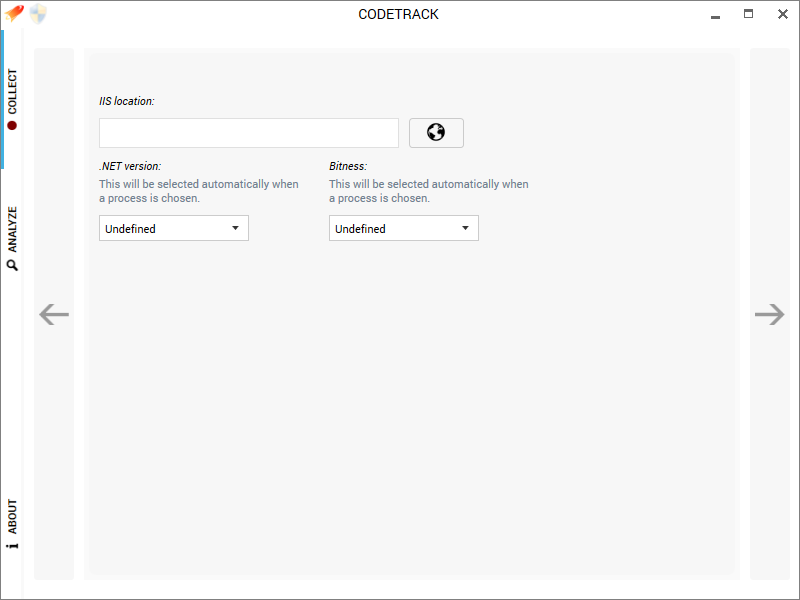 CODETRACK
COLLECT
ANALYZE
ABOUT
IIS location:
.NET version:
This will be selected automatically when
a process is chosen.
Undefined
Bitness:
This will be selected automatically when
a process is chosen.
Undefined